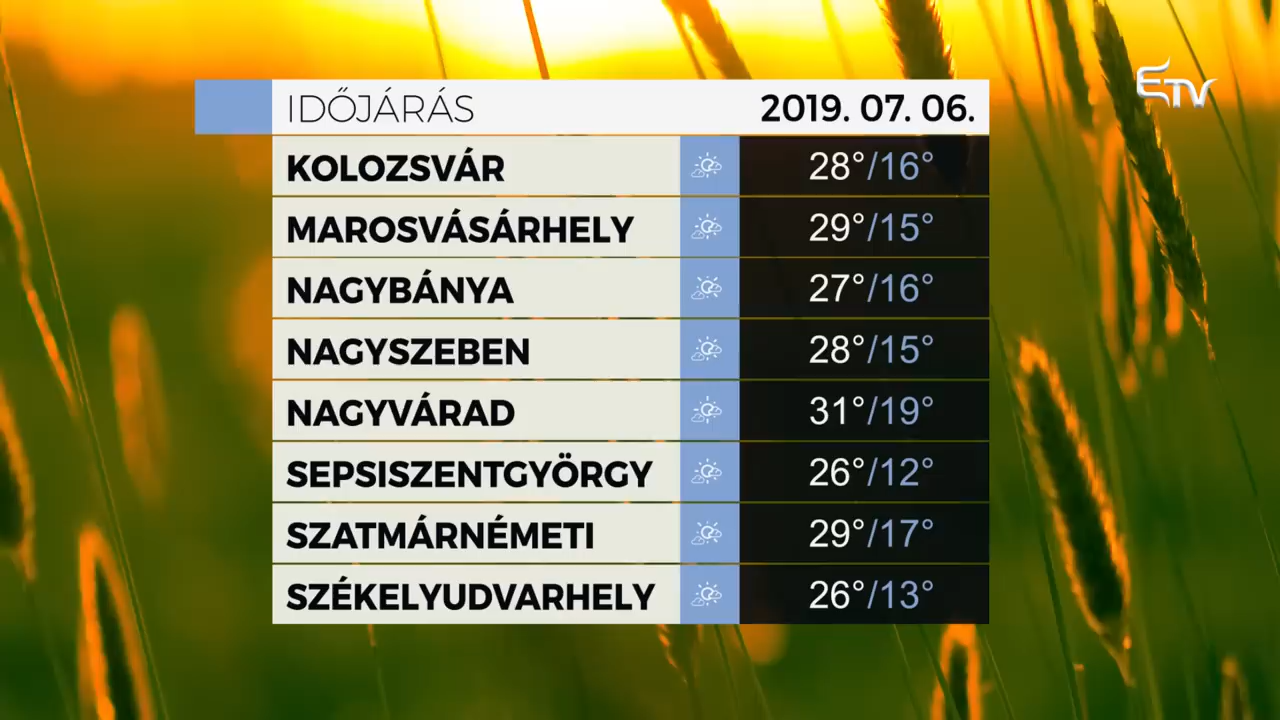 ETV
IDŐJÁRÁS 2019. 07. 06.
KOLOZSVÁR 28°/16°
MAROSVÁSÁRHELY 29°/15°
NAGYBÁNYA 27°/16°
NAGYSZEBEN 28°/15°
NAGYVÁRAD 31°/19°
SEPSISZENTGYÖRGY 26°/12°
SZATMÁRNÉMETI 29°/17°
SZÉKELYUDVARHELY 26°/13°